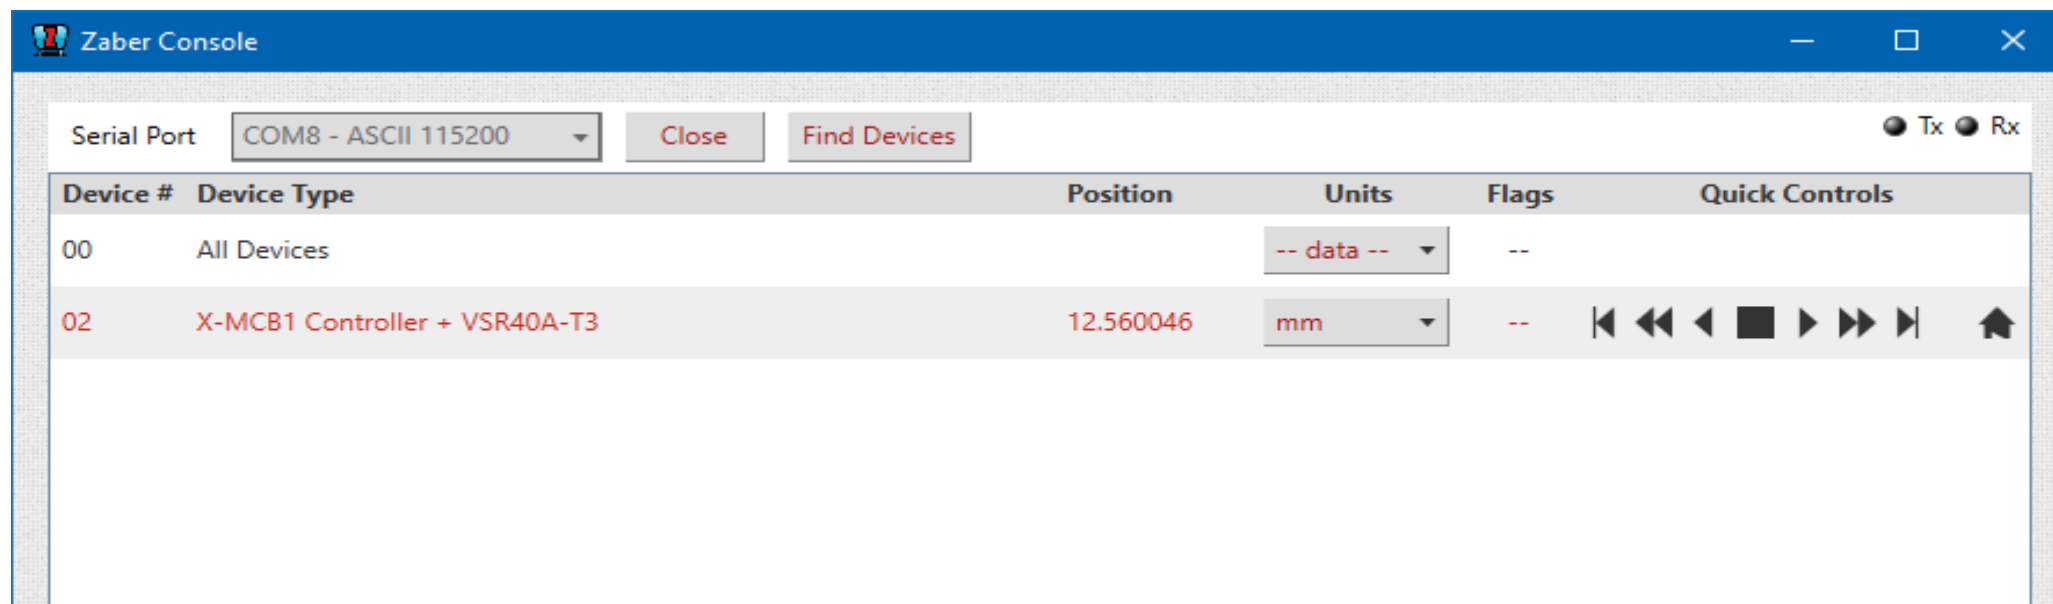 Zaber Console
Serial Port COM8 - ASCII 115200 Close Find Devices Tx Rx
Device # Device Type Position Units Flags Quick Controls
00 All Devices -- data -- --
02 X-MCB1 Controller + VSR40A-T3 12.560046 mm --